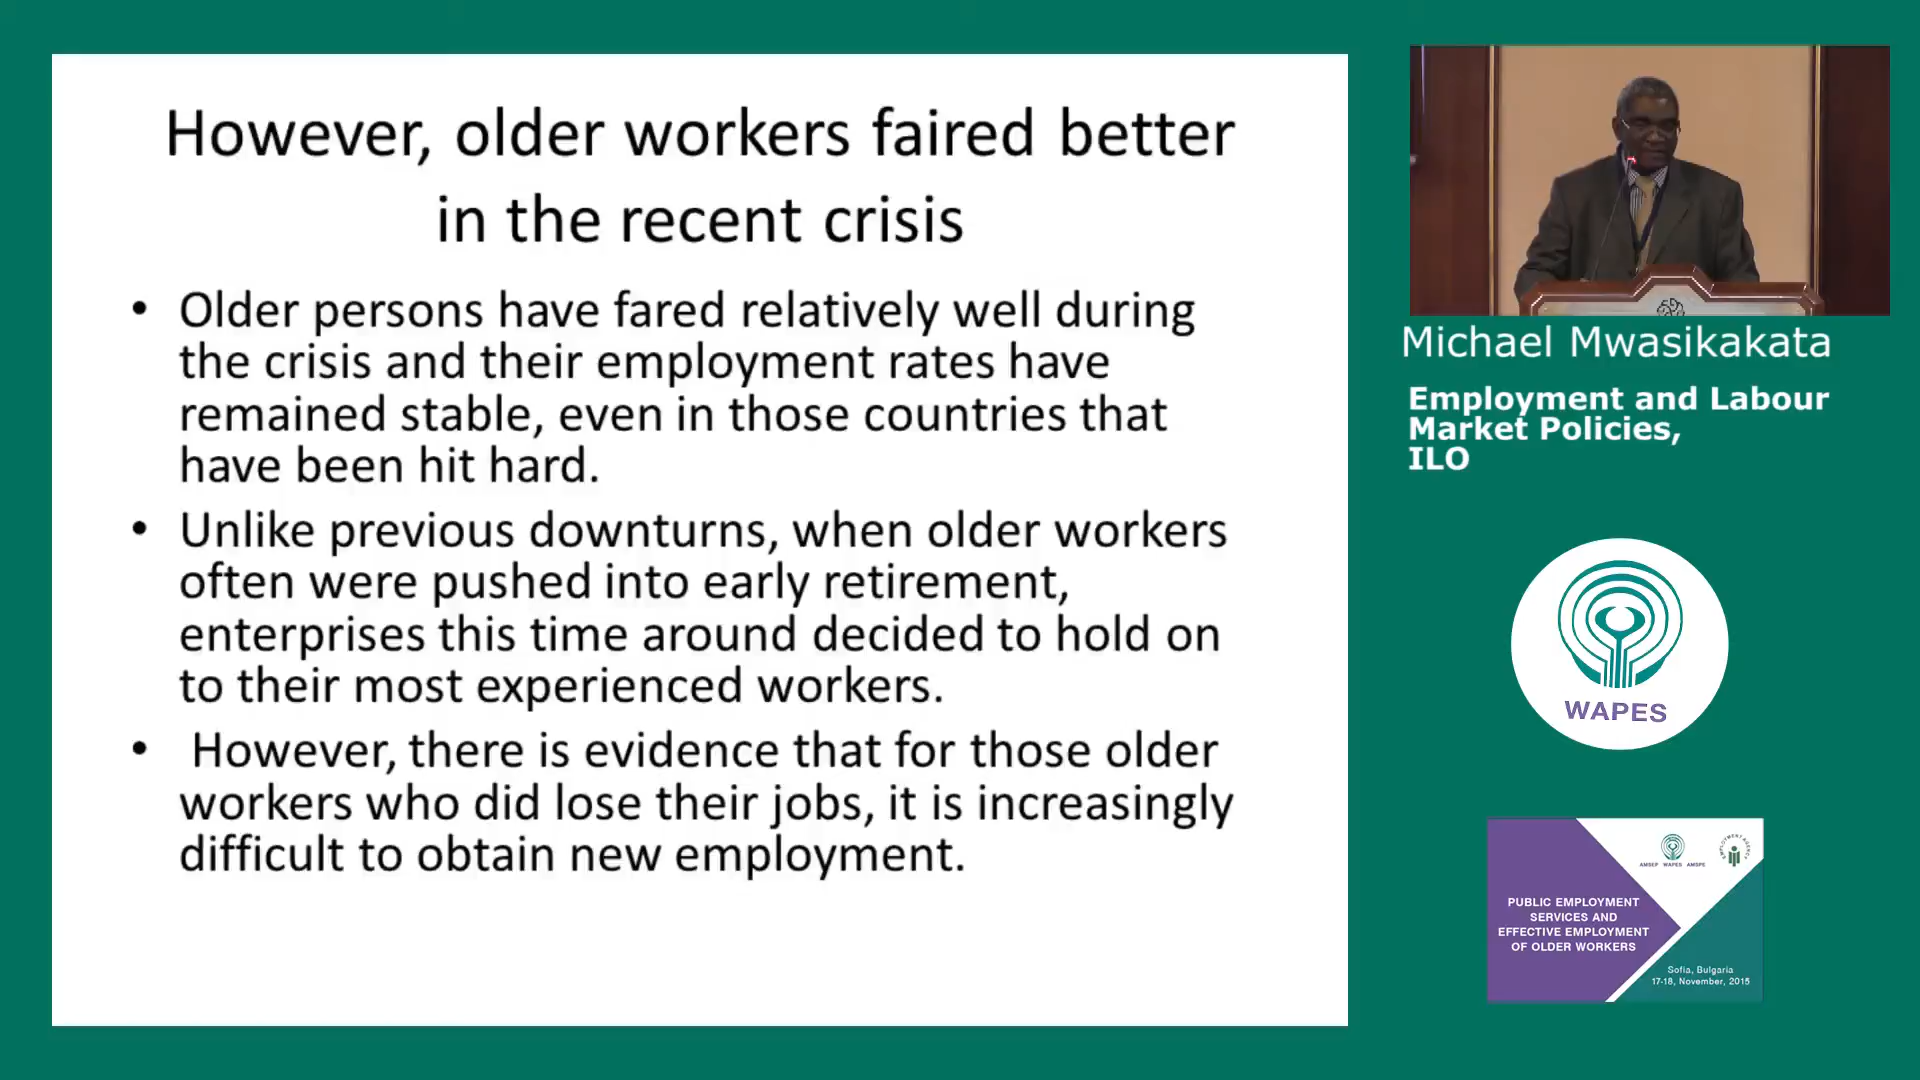 However, older workers faired better
in the recent crisis
• Older persons have fared relatively well during
the crisis and their employment rates have
remained stable, even in those countries that
have been hit hard.
• Unlike previous downturns, when older workers
often were pushed into early retirement,
enterprises this time around decided to hold on
to their most experienced workers.
• However, there is evidence that for those older
workers who did lose their jobs, it is increasingly
difficult to obtain new employment.
Michael Mwasikakata
Employment and Labour
Market Policies,
ILO
WAPES
AMSEP WAPES AMSPE
EMPLOYMENT AGENCY
PUBLIC EMPLOYMENT
SERVICES AND
EFFECTIVE EMPLOYMENT
OF OLDER WORKERS
Sofia, Bulgaria
17-18, November, 2015